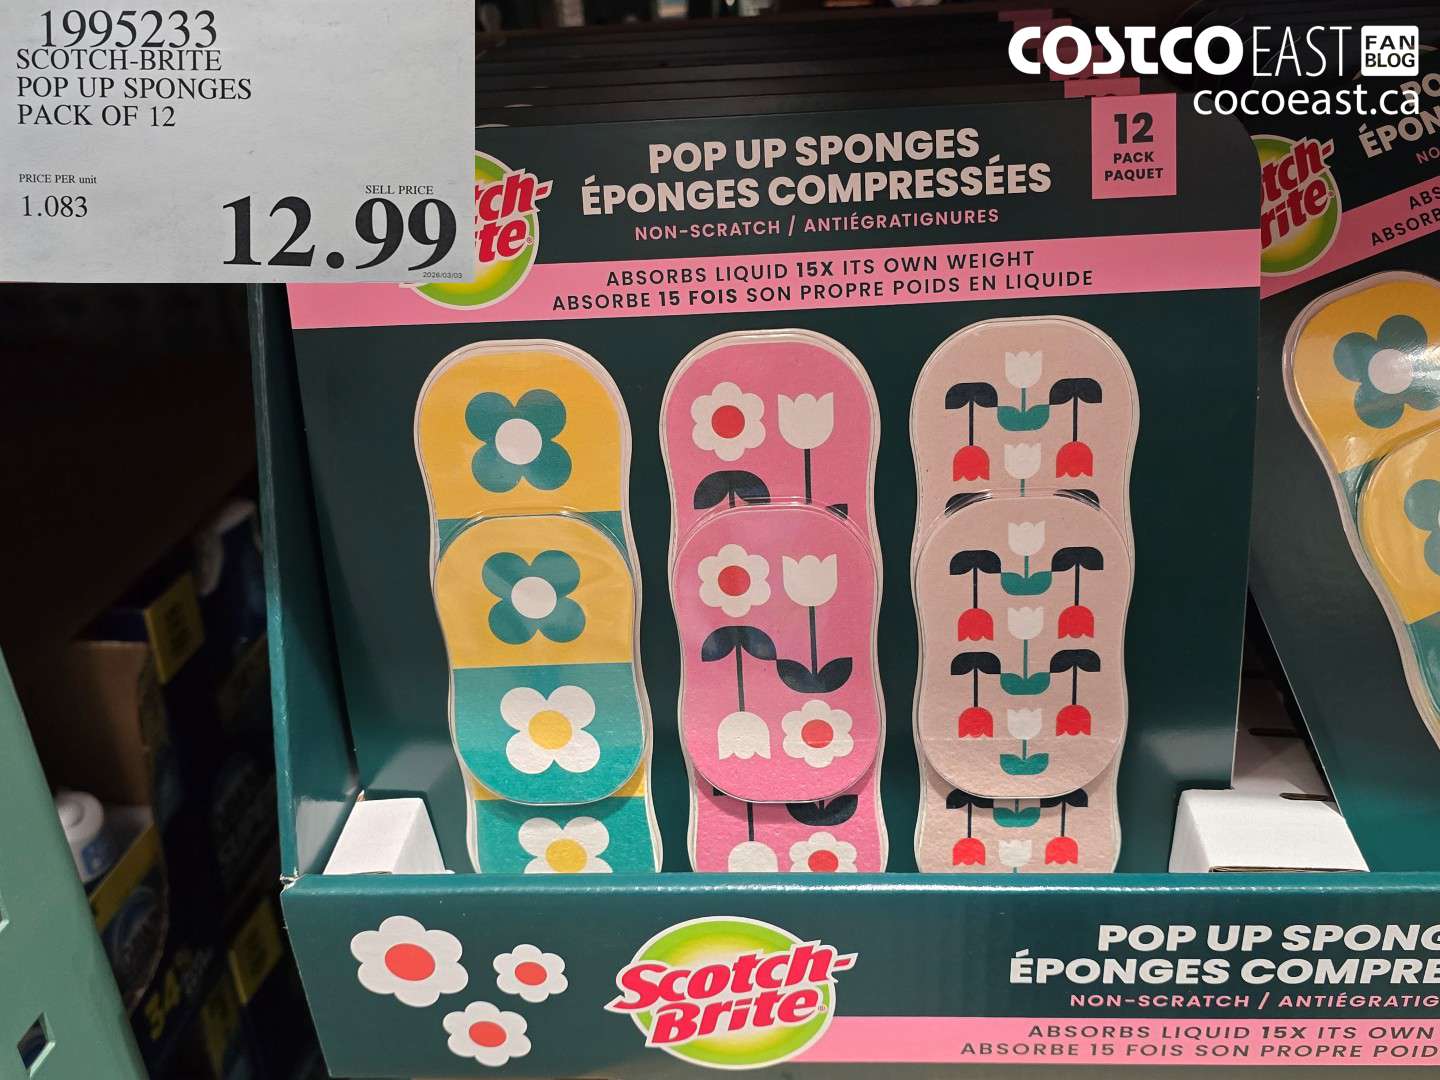 1995233
SCOTCH-BRITE
POP UP SPONGES
PACK OF 12
PRICE PER unit
1.083
SELL PRICE
12.99
2026/03/03
COSTCO EAST FAN BLOG
cocoeast.ca
POP UP SPONGES
ÉPONGES COMPRESSÉES
NON-SCRATCH / ANTIÉGRATIGNURES
12
PACK
PAQUET
ABSORBS LIQUID 15X ITS OWN WEIGHT
ABSORBE 15 FOIS SON PROPRE POIDS EN LIQUIDE
Scotch-
Brite
POP UP SPONG
ÉPONGES COMPRE
NON-SCRATCH / ANTIÉGRATIG
ABSORBS LIQUID 15X ITS OWN
ABSORBE 15 FOIS SON PROPRE POID